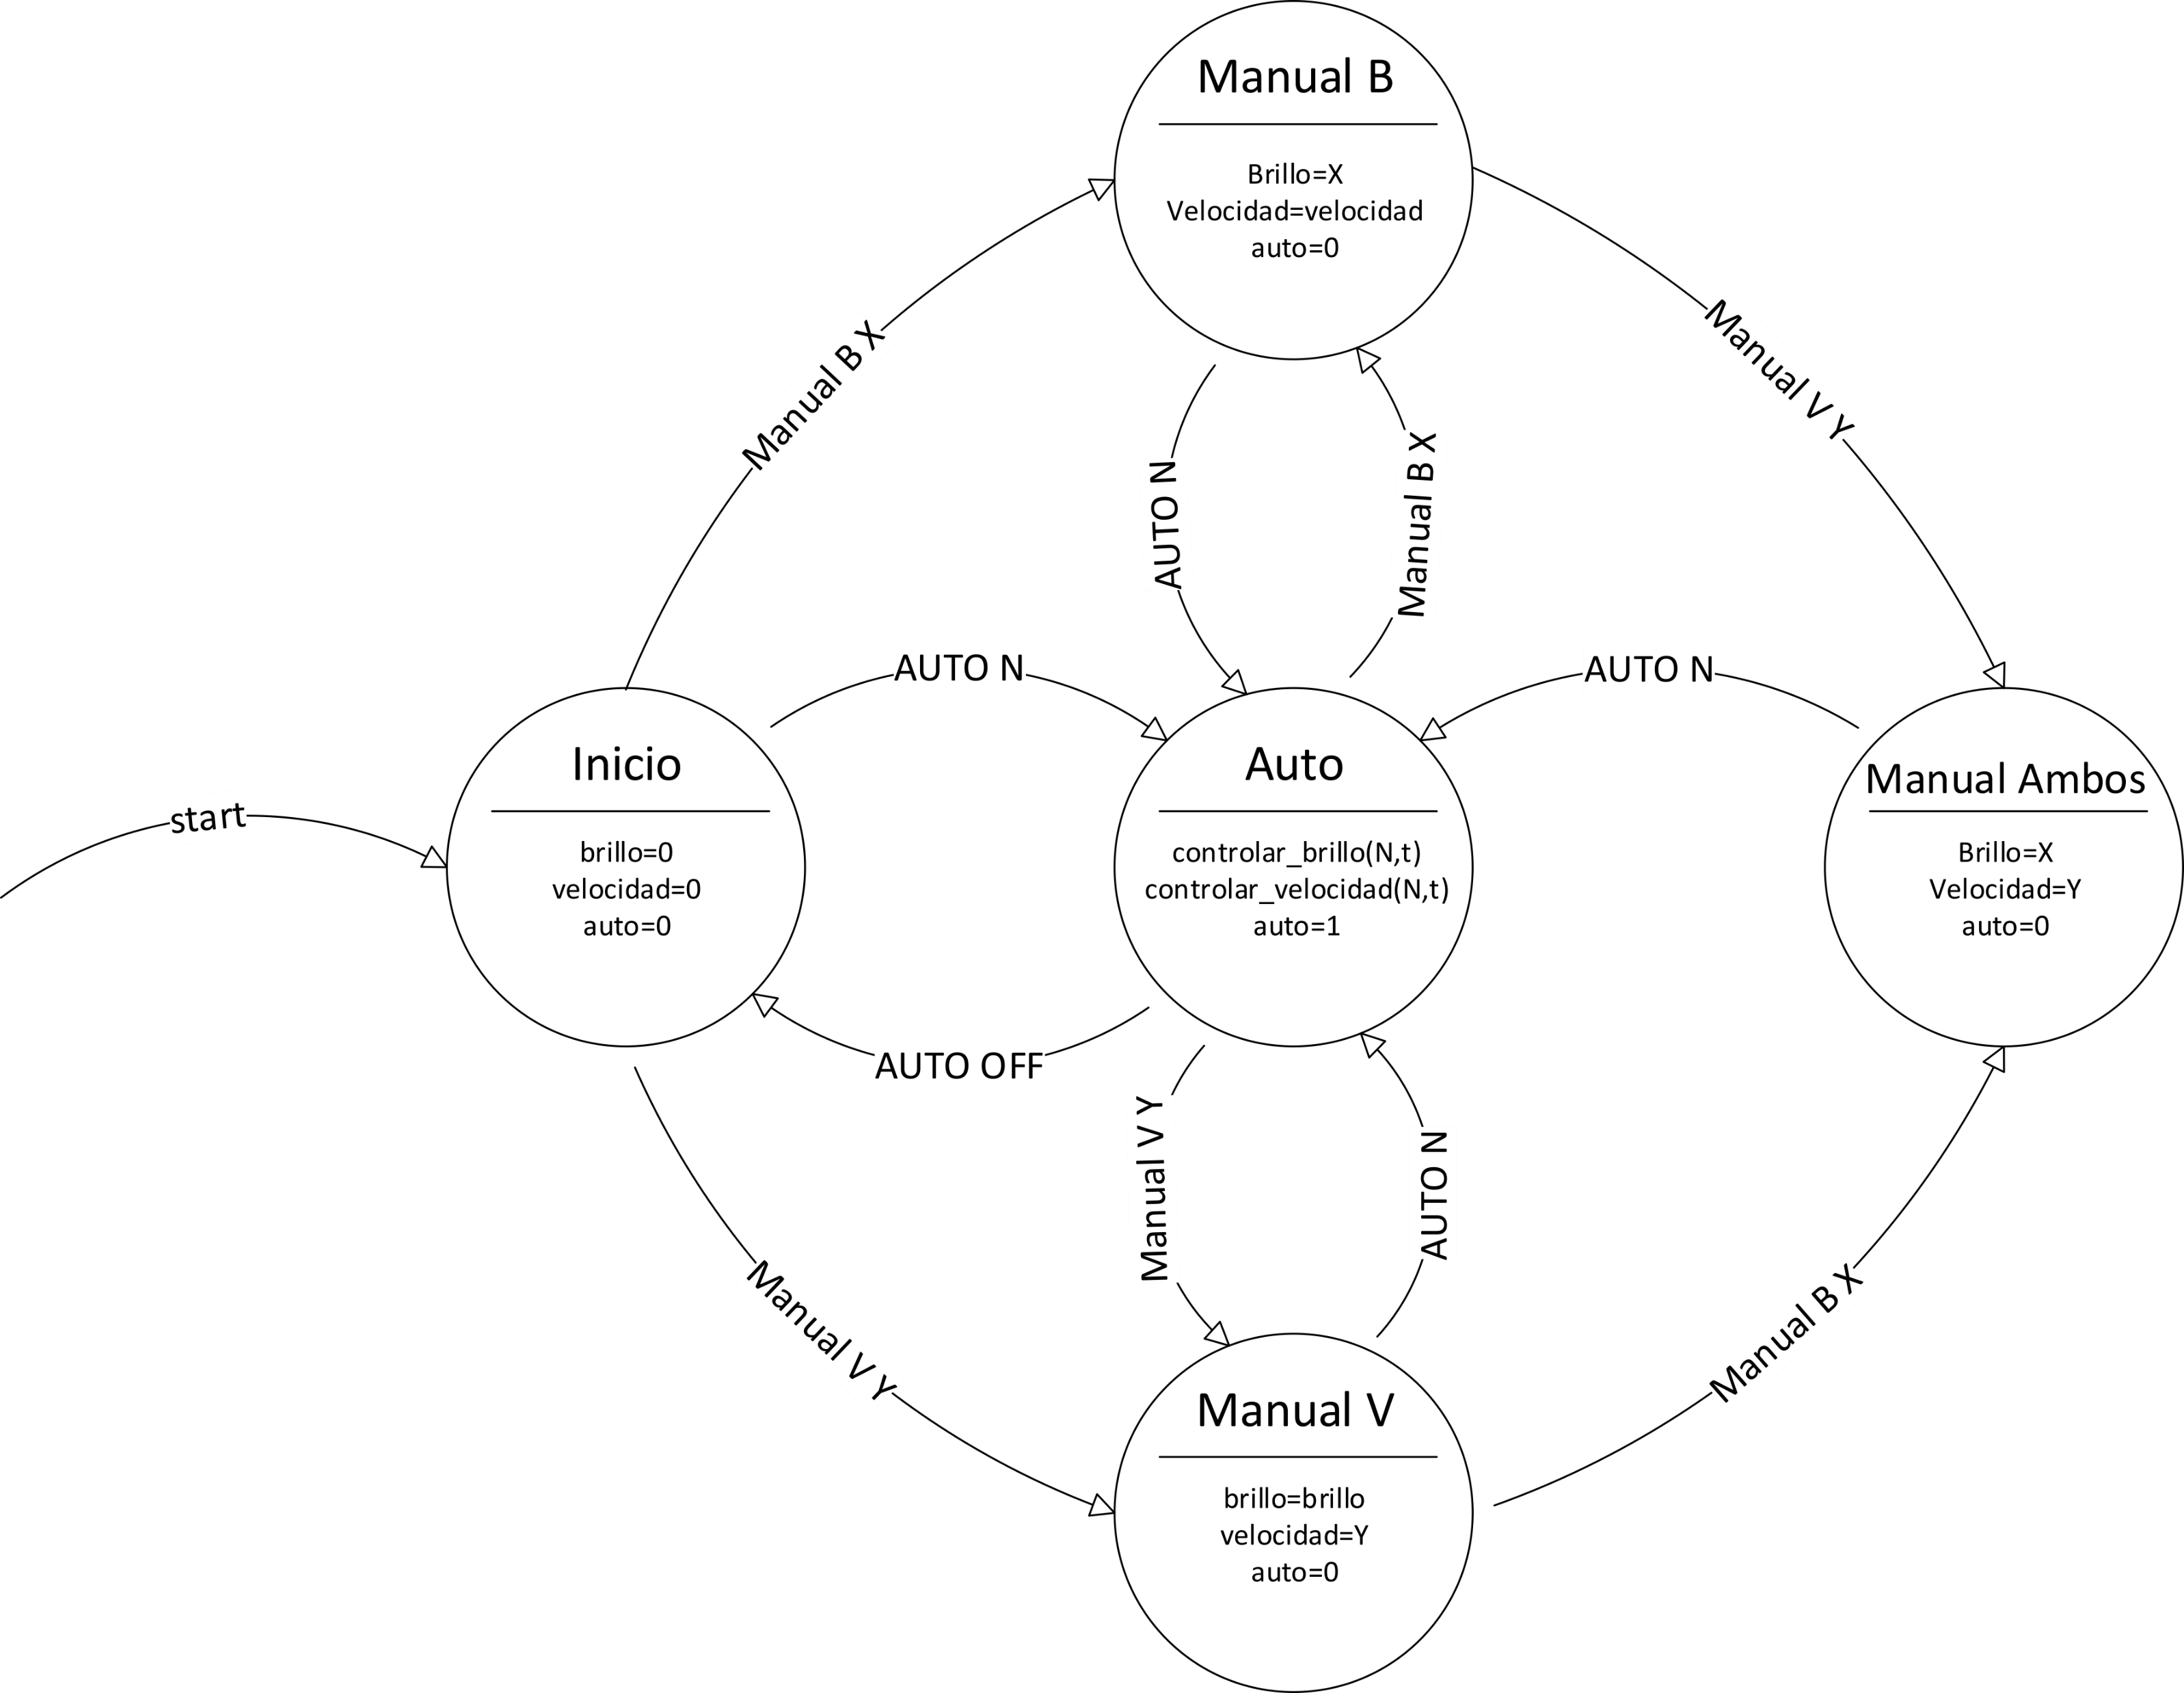 Manual B
Brillo=X
Velocidad=velocidad
auto=0
Manual B X
Manual V Y
AUTO N
Manual B X
AUTO N
AUTO N
start
Inicio
brillo=0
velocidad=0
auto=0
Auto
controlar_brillo(N,t)
controlar_velocidad(N,t)
auto=1
Manual Ambos
Brillo=X
Velocidad=Y
auto=0
AUTO OFF
Manual V Y
AUTO N
Manual V Y
Manual B X
Manual V
brillo=brillo
velocidad=Y
auto=0